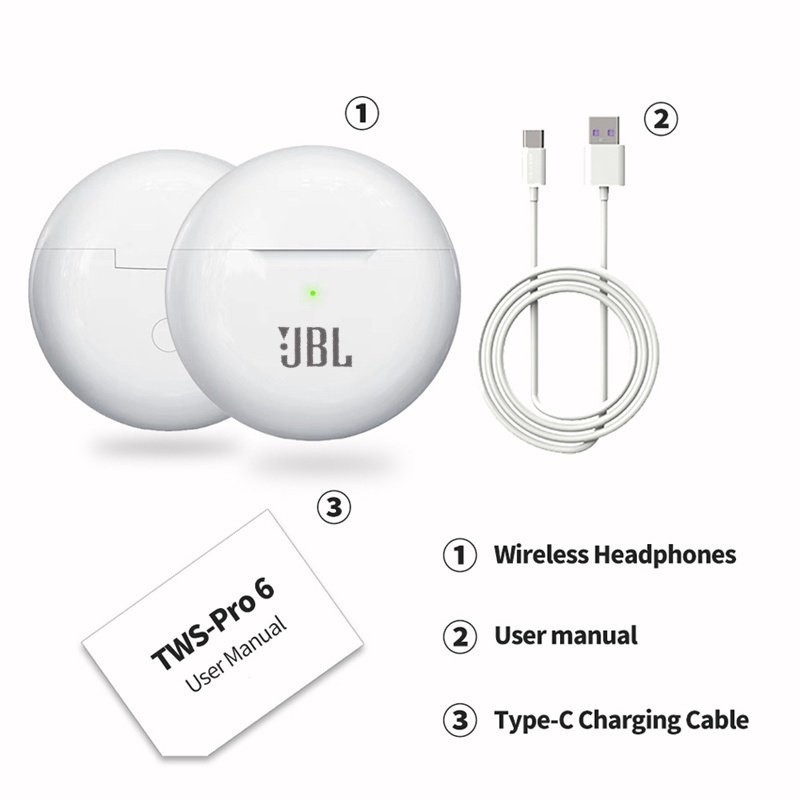 ①
②
JBL
③
TWS-Pro 6
User Manual
① Wireless Headphones
② User manual
③ Type-C Charging Cable